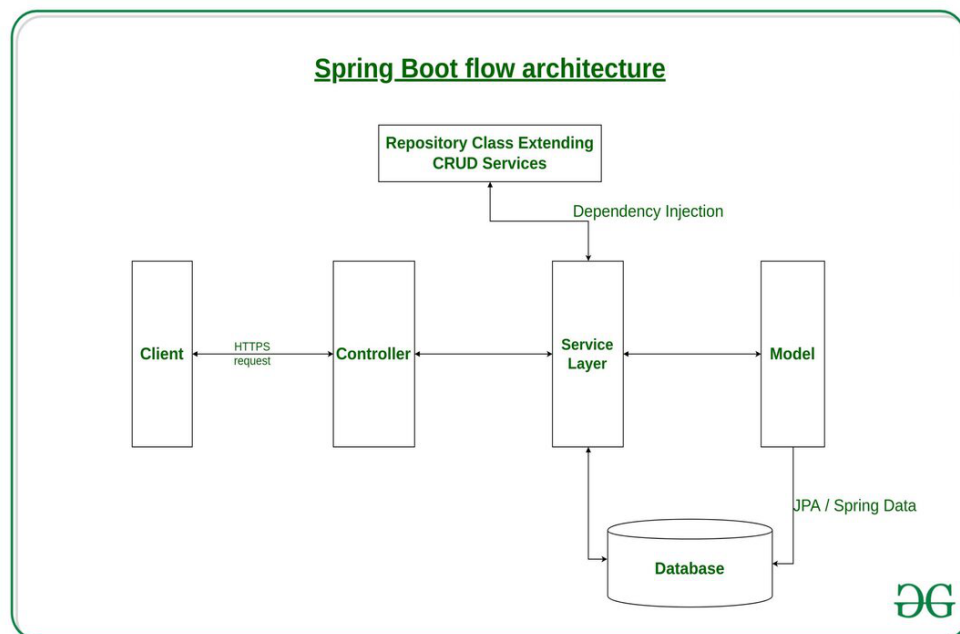 Spring Boot flow architecture
Repository Class Extending
CRUD Services
Dependency Injection
Client
HTTPS
request
Controller
Service
Layer
Model
JPA / Spring Data
Database